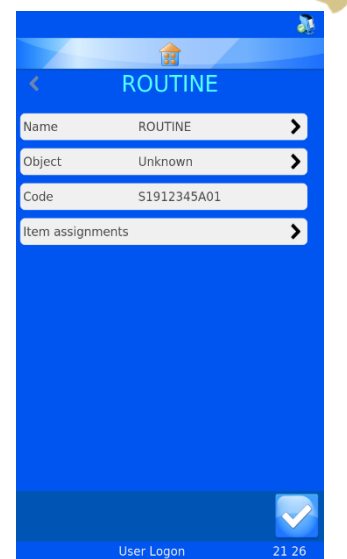 ROUTINE
Name ROUTINE
Object Unknown
Code S1912345A01
Item assignments
User Logon 21 26